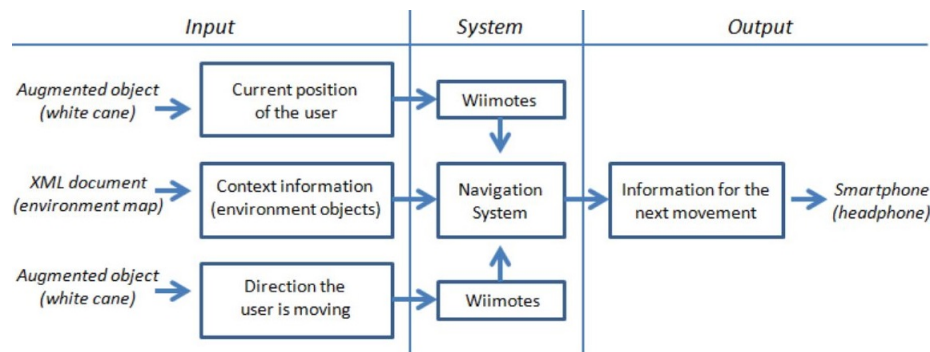 Input
System
Output
Augmented object
(white cane)
Current position
of the user
Wiimotes
XML document
(environment map)
Context information
(environment objects)
Navigation
System
Information for the
next movement
Smartphone
(headphone)
Augmented object
(white cane)
Direction the
user is moving
Wiimotes